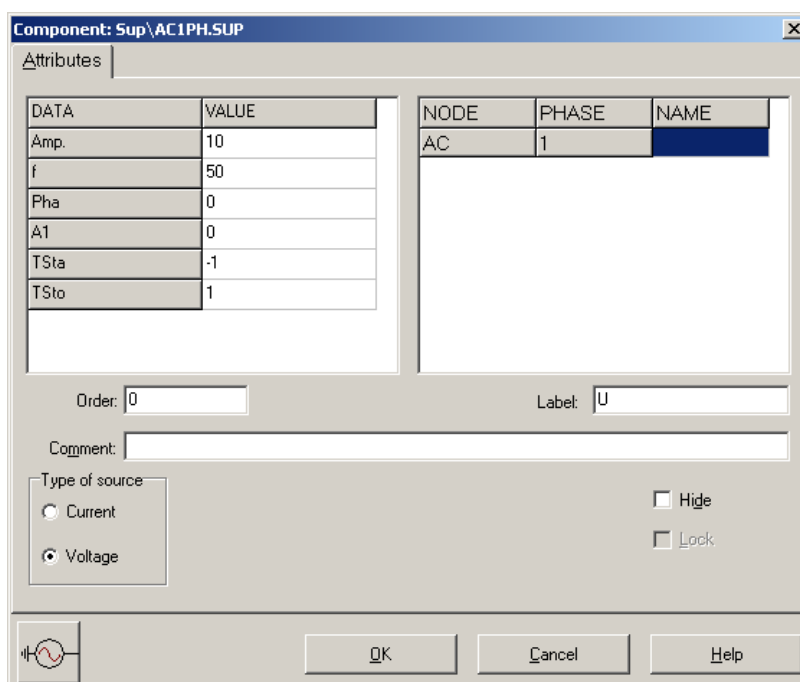 Component: Sup\AC1PH.SUP
Attributes
DATA VALUE
Amp. 10
f 50
Pha 0
A1 0
TSta -1
TSto 1
NODE PHASE NAME
AC 1
Order: 0
Label: U
Comment:
Type of source
Current
Voltage
Hide
Lock
OK
Cancel
Help